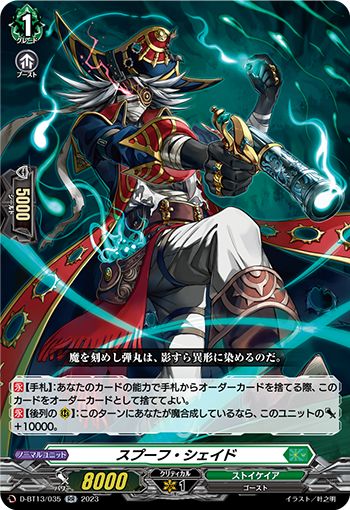 1
グレード
ブースト
5000
シールド
魔を刻めし弾丸は、影すら異形に染めるのだ。
永【手札】:あなたのカードの能力で手札からオーダーカードを捨てる際、このカードをオーダーカードとして捨ててよい。
永【後列の Ⓡ】:このターンにあなたが魔合成しているなら、このユニットの
+10000。
スプーフ・シェイド
ノーマルユニット
パワー
8000
クリティカル
1
ストイケイア
ゴースト
D-BT13/035 RR 2023
イラスト/叶之明